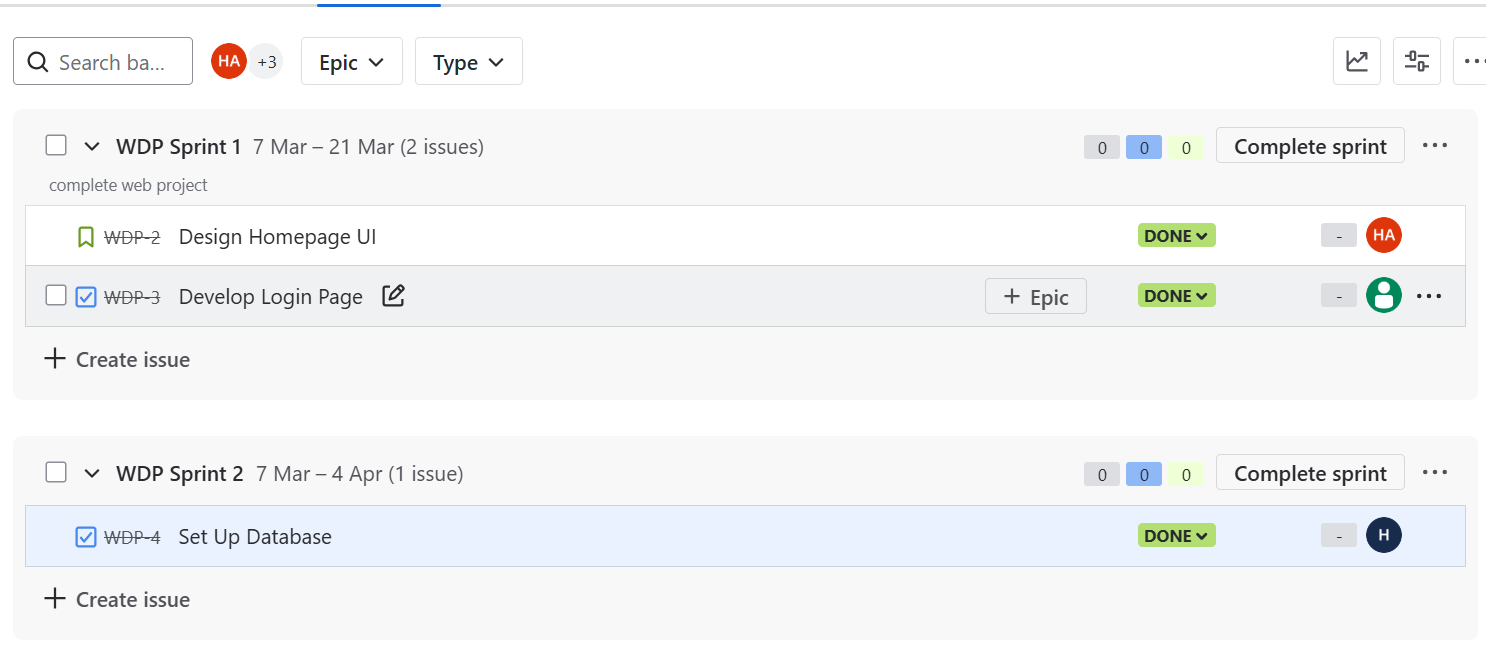 Search ba... HA +3 Epic Type
WDP Sprint 1 7 Mar – 21 Mar (2 issues) 0 0 0 Complete sprint
complete web project
WDP-2 Design Homepage UI DONE - HA
WDP-3 Develop Login Page + Epic DONE -
+ Create issue
WDP Sprint 2 7 Mar – 4 Apr (1 issue) 0 0 0 Complete sprint
WDP-4 Set Up Database DONE - H
+ Create issue